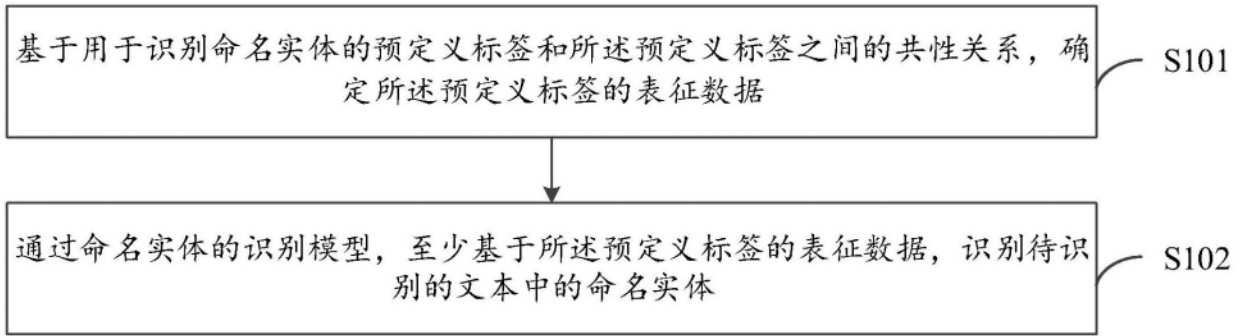 基于用于识别命名实体的预定义标签和所述预定义标签之间的共性关系，确
定所述预定义标签的表征数据
S101
通过命名实体的识别模型，至少基于所述预定义标签的表征数据，识别待识
别的文本中的命名实体
S102